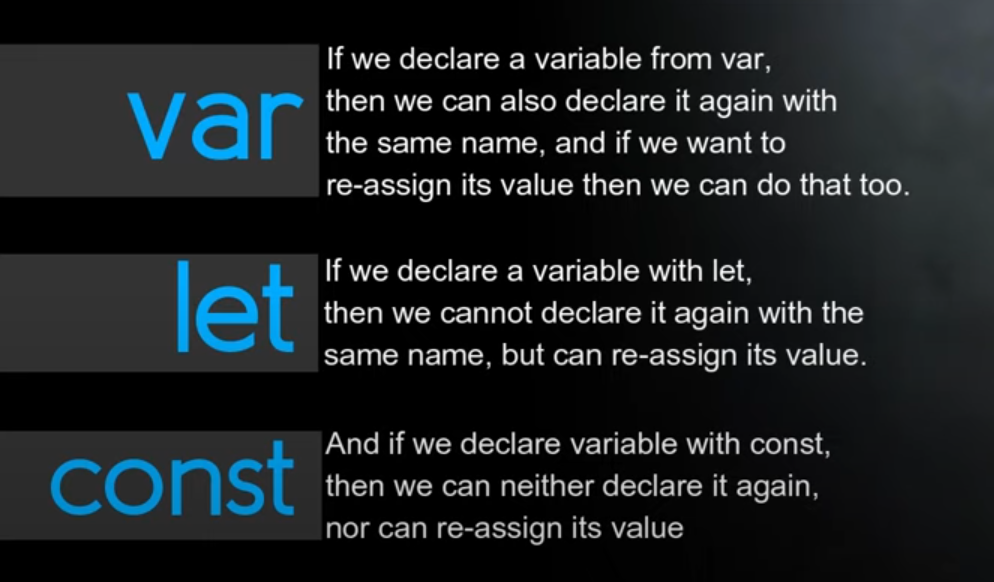 var
If we declare a variable from var,
then we can also declare it again with
the same name, and if we want to
re-assign its value then we can do that too.
let
If we declare a variable with let,
then we cannot declare it again with the
same name, but can re-assign its value.
const
And if we declare variable with const,
then we can neither declare it again,
nor can re-assign its value